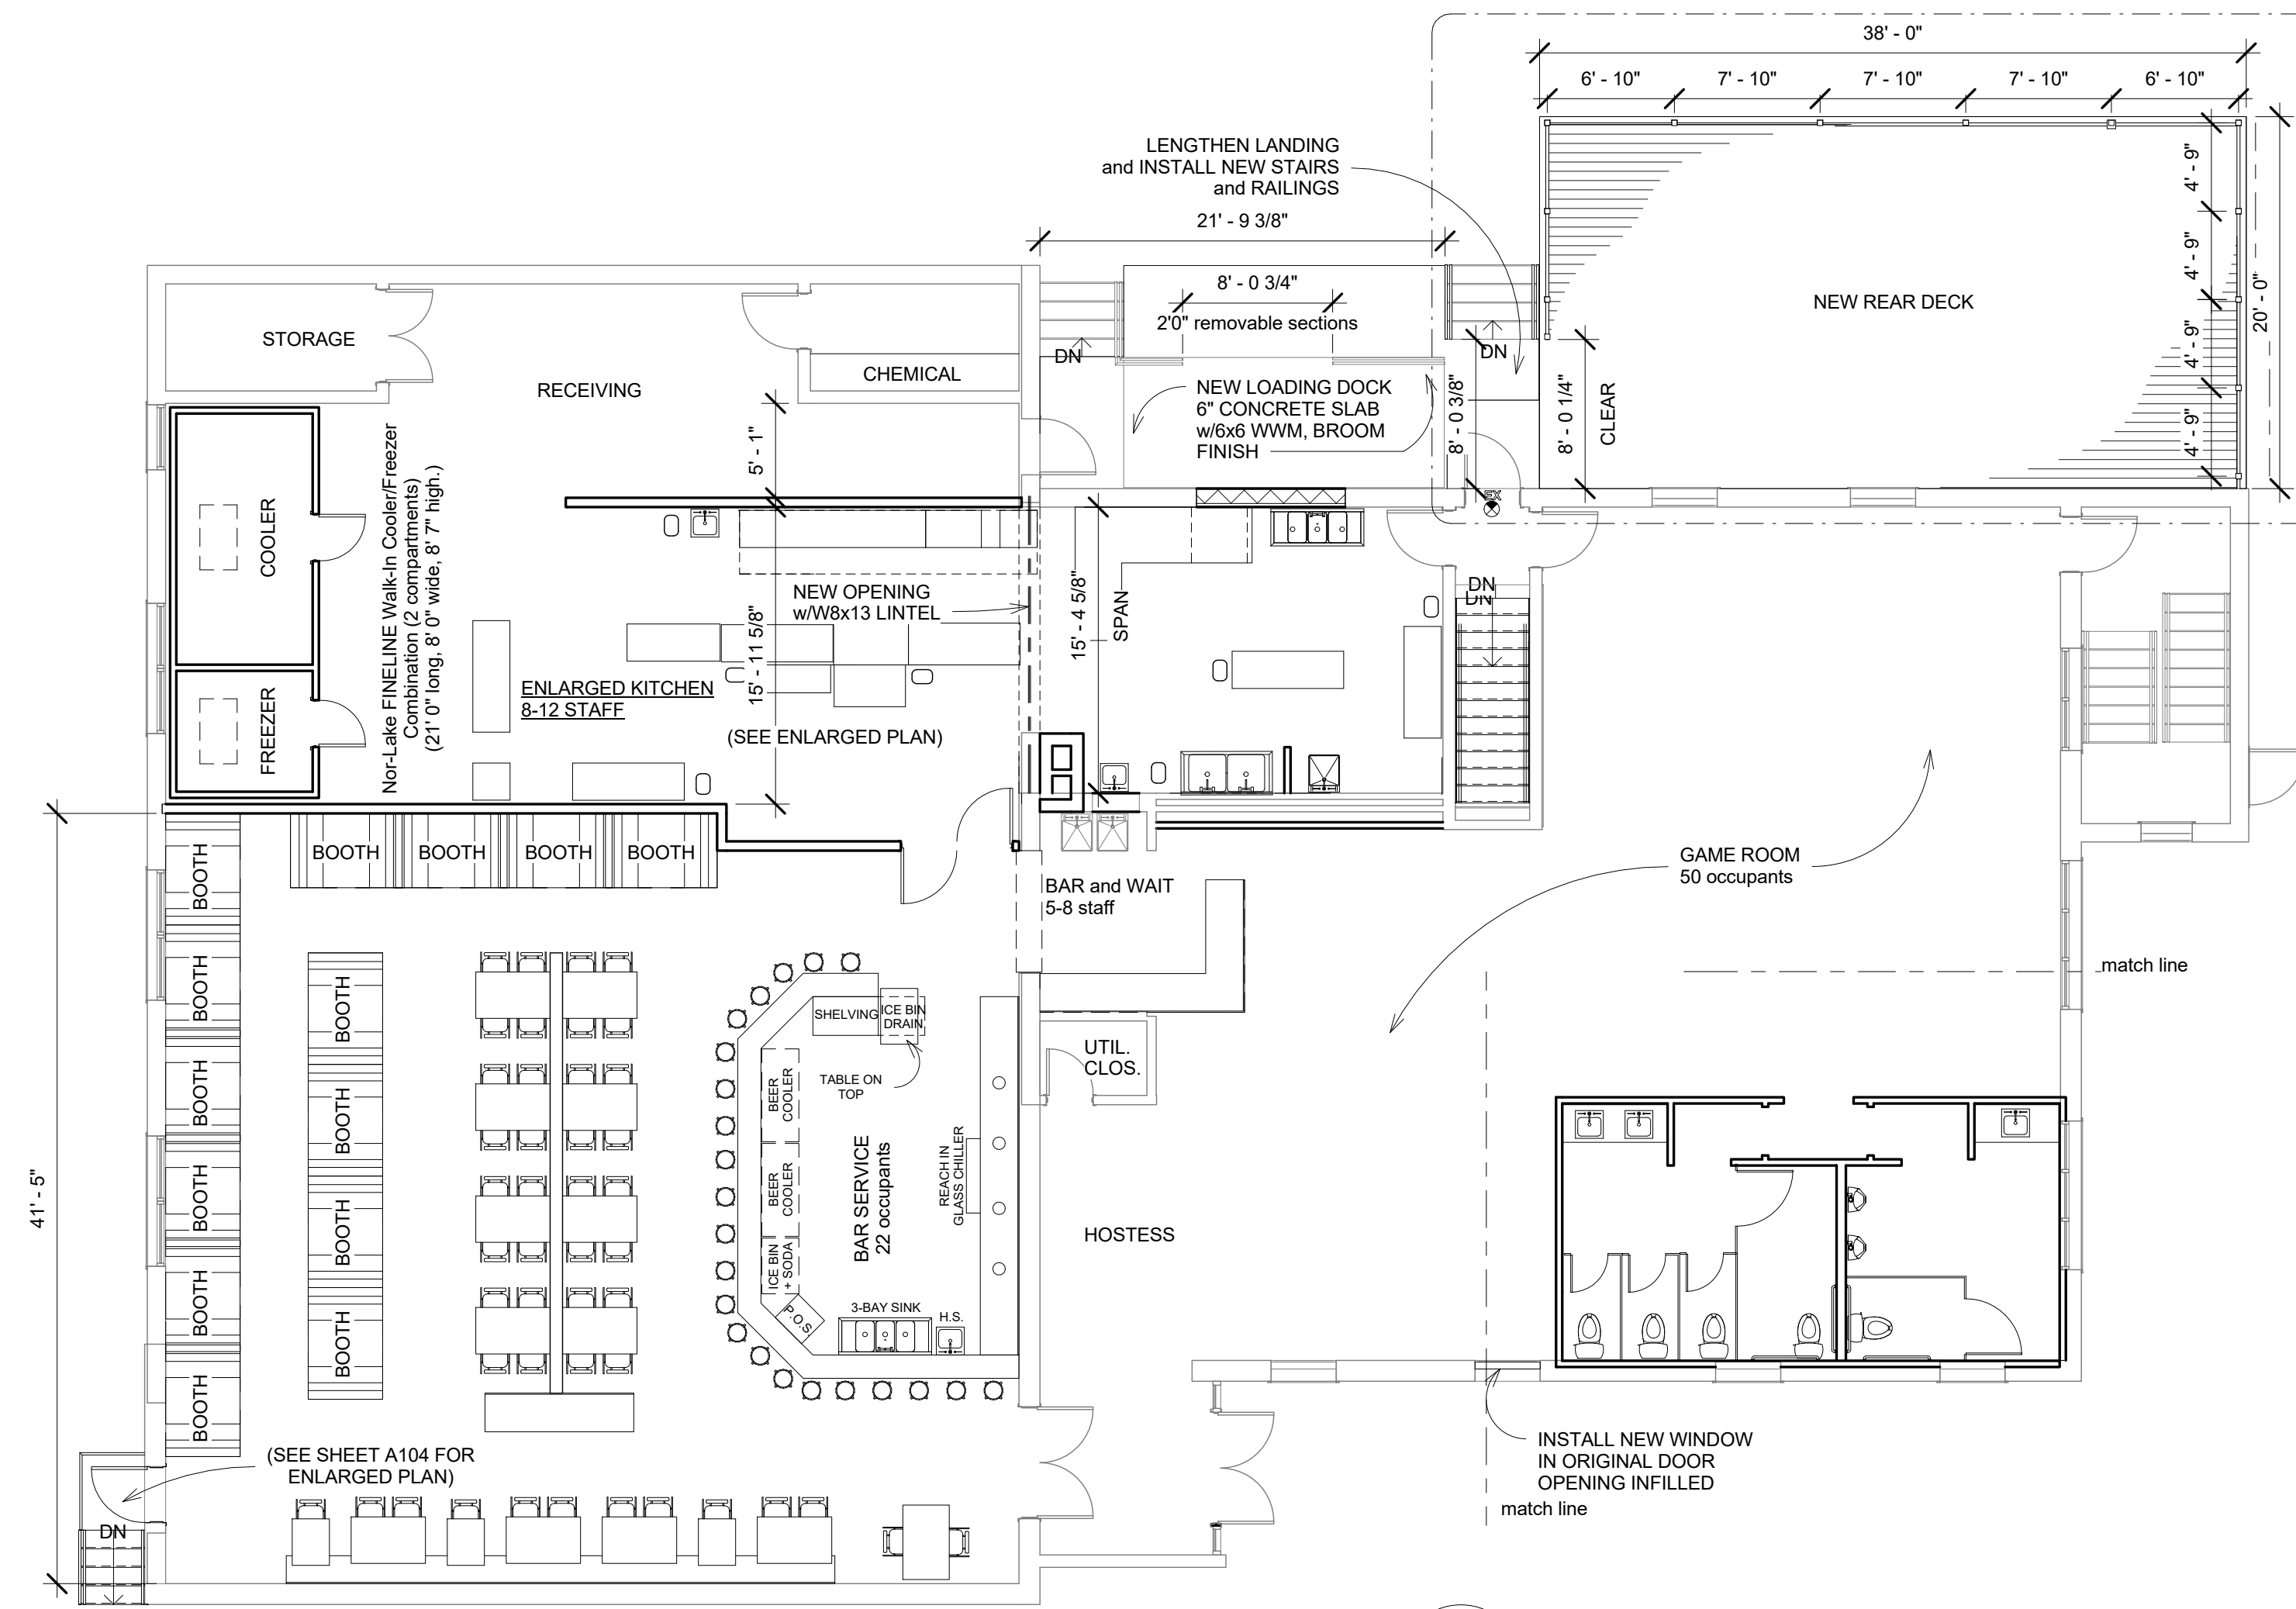 38' - 0"
6' - 10"
7' - 10"
7' - 10"
7' - 10"
6' - 10"
LENGTHEN LANDING
and INSTALL NEW STAIRS
and RAILINGS
21' - 9 3/8"
8' - 0 3/4"
2'0" removable sections
DN
DN
4' - 9"
4' - 9"
4' - 9"
4' - 9"
20' - 0"
NEW REAR DECK
STORAGE
RECEIVING
CHEMICAL
NEW LOADING DOCK
6" CONCRETE SLAB
w/6x6 WWM, BROOM
FINISH
8' - 0 3/8"
8' - 0 1/4"
CLEAR
5' - 1"
EX
COOLER
FREEZER
Nor-Lake FINELINE Walk-In Cooler/Freezer
Combination (2 compartments)
(21' 0" long, 8' 0" wide, 8' 7" high.)
NEW OPENING
w/W8x13 LINTEL
15' - 11 5/8"
15' - 4 5/8"
SPAN
DN
DN
ENLARGED KITCHEN
8-12 STAFF
(SEE ENLARGED PLAN)
BOOTH
BOOTH
BOOTH
BOOTH
BOOTH
BOOTH
BOOTH
BOOTH
BOOTH
BOOTH
BOOTH
BOOTH
BOOTH
BOOTH
BAR and WAIT
5-8 staff
GAME ROOM
50 occupants
match line
SHELVING
ICE BIN
DRAIN
TABLE ON
TOP
BEER
COOLER
BEER
COOLER
ICE BIN
+ SODA
P.O.S.
BAR SERVICE
22 occupants
REACH IN
GLASS CHILLER
3-BAY SINK
H.S.
UTIL.
CLOS.
HOSTESS
41' - 5"
(SEE SHEET A104 FOR
ENLARGED PLAN)
DN
INSTALL NEW WINDOW
IN ORIGINAL DOOR
OPENING INFILLED
match line